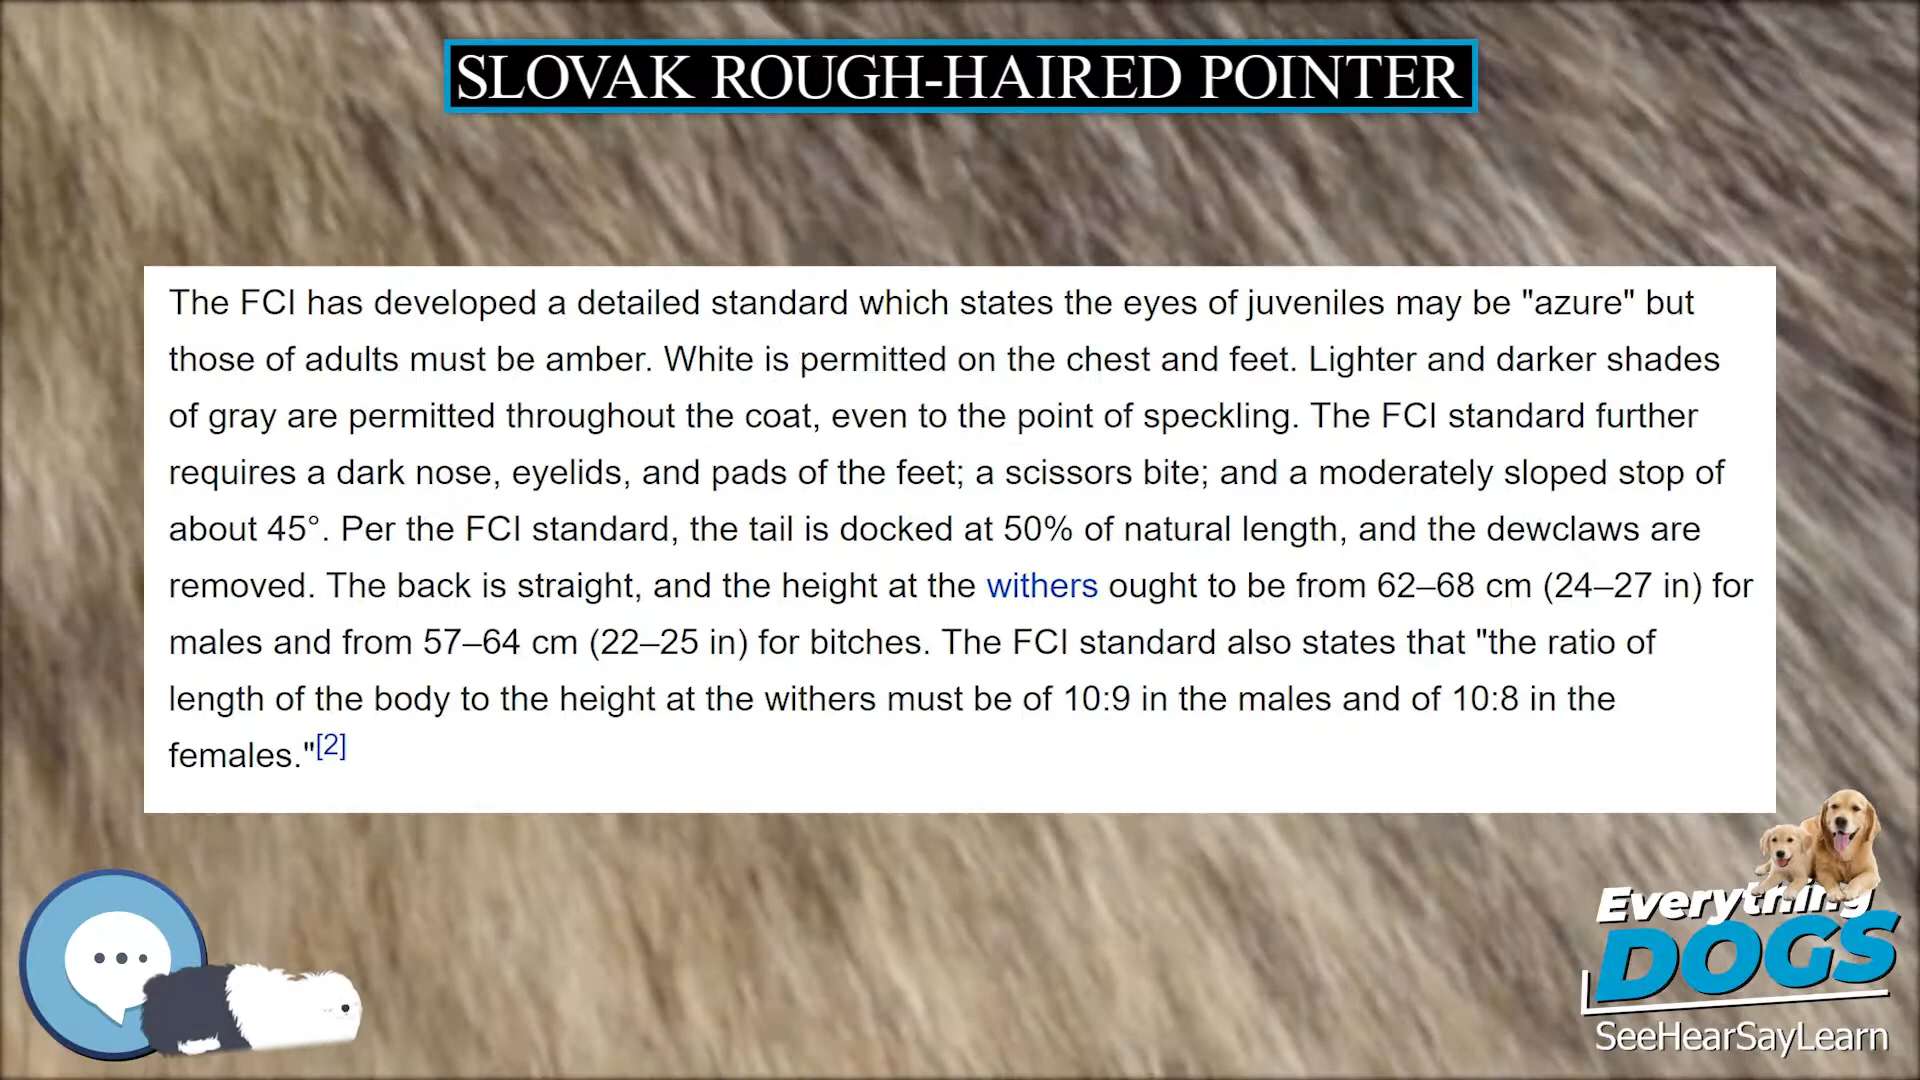 SLOVAK ROUGH-HAIRED POINTER
The FCI has developed a detailed standard which states the eyes of juveniles may be "azure" but
those of adults must be amber. White is permitted on the chest and feet. Lighter and darker shades
of gray are permitted throughout the coat, even to the point of speckling. The FCI standard further
requires a dark nose, eyelids, and pads of the feet; a scissors bite; and a moderately sloped stop of
about 45°. Per the FCI standard, the tail is docked at 50% of natural length, and the dewclaws are
removed. The back is straight, and the height at the withers ought to be from 62–68 cm (24–27 in) for
males and from 57–64 cm (22–25 in) for bitches. The FCI standard also states that "the ratio of
length of the body to the height at the withers must be of 10:9 in the males and of 10:8 in the
females."[2]
Everything
DOGS
SeeHearSayLearn